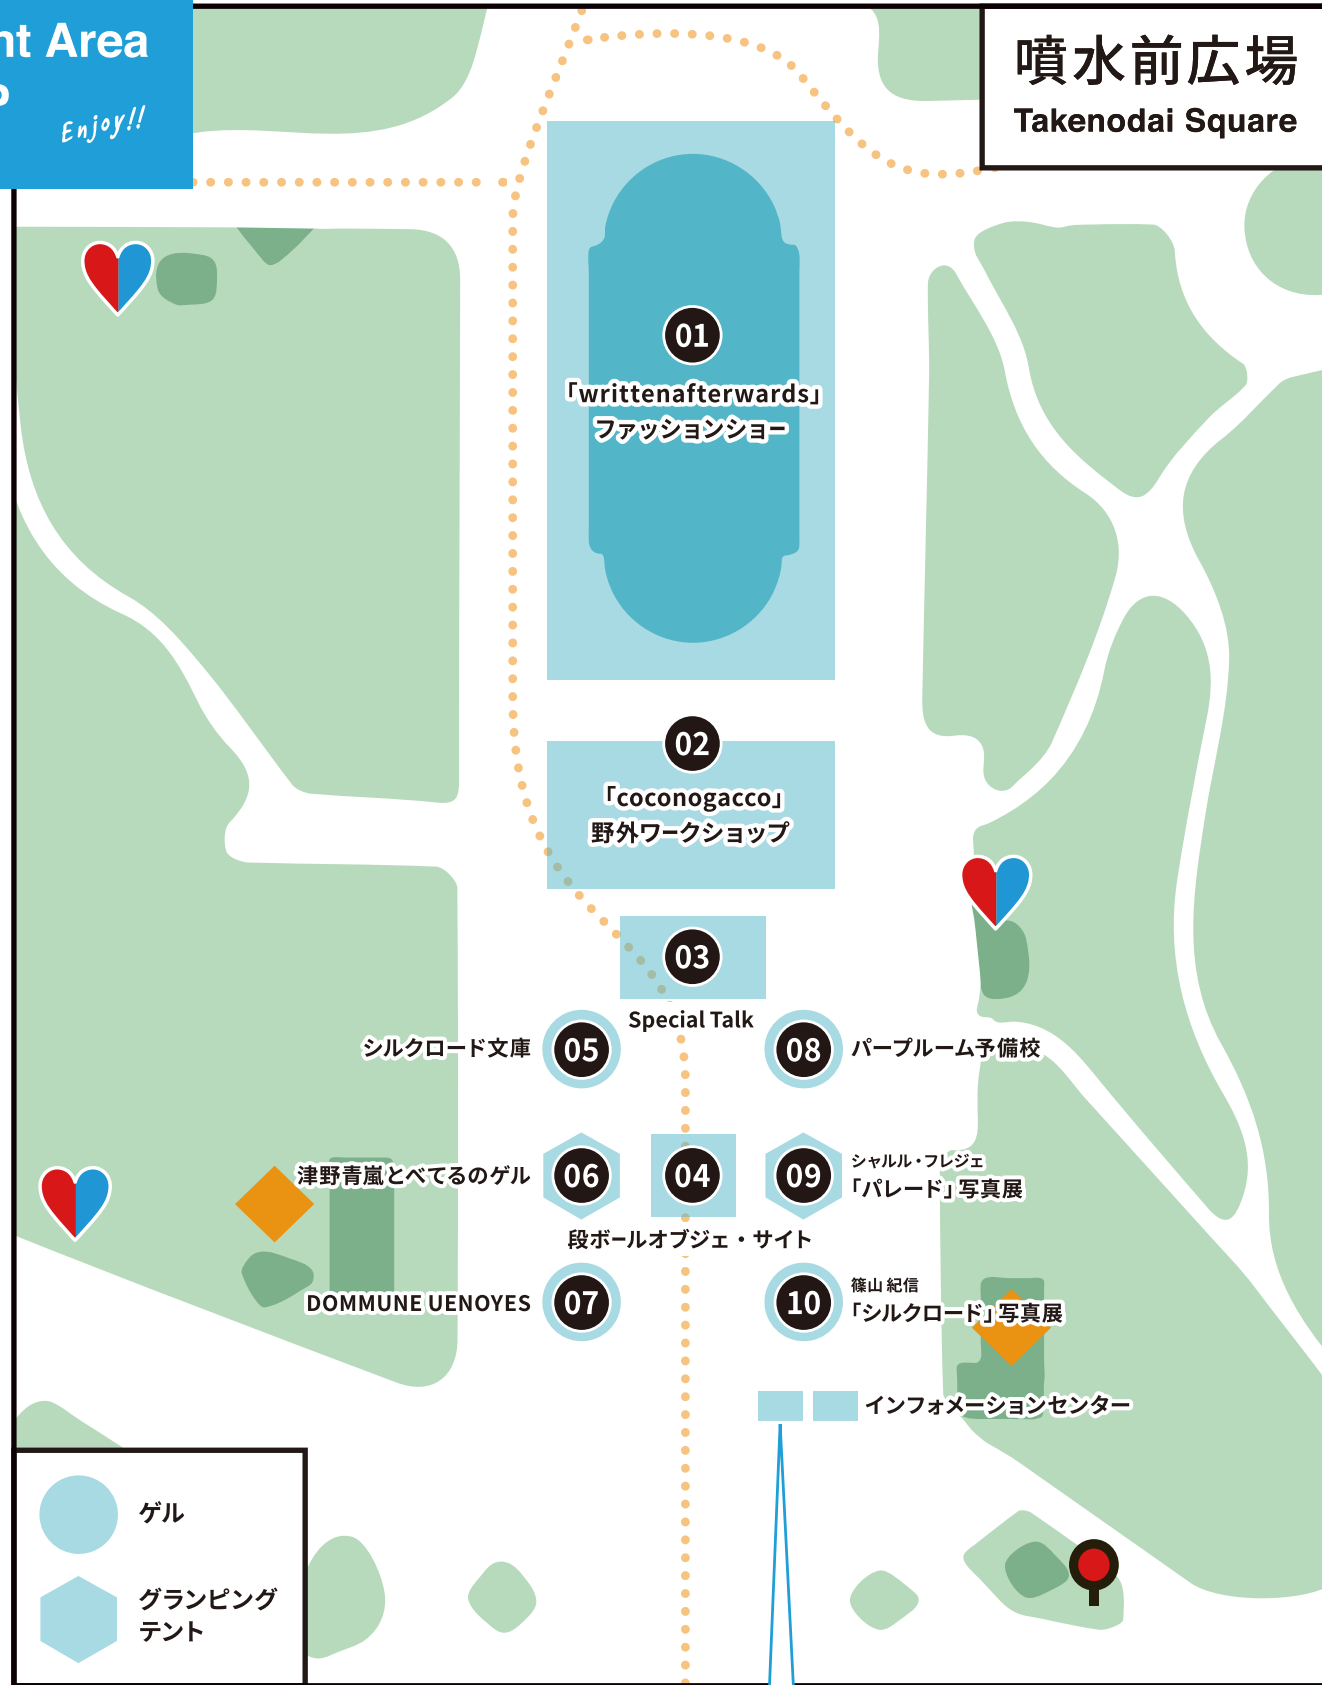 nt Area
Enjoy!!
噴水前広場
Takenodai Square
01
「writtenafterwards」
ファッションショー
02
「coconogacco」
野外ワークショップ
03
Special Talk
シルクロード文庫
05
08
パープルーム予備校
津野青嵐とべてるのゲル
06
04
09
シャルル・フレジェ
「パレード」写真展
段ボールオブジェ・サイト
DOMMUNE UENOYES
07
10
篠山 紀信
「シルクロード」写真展
インフォメーションセンター
ゲル
グランピング
テント